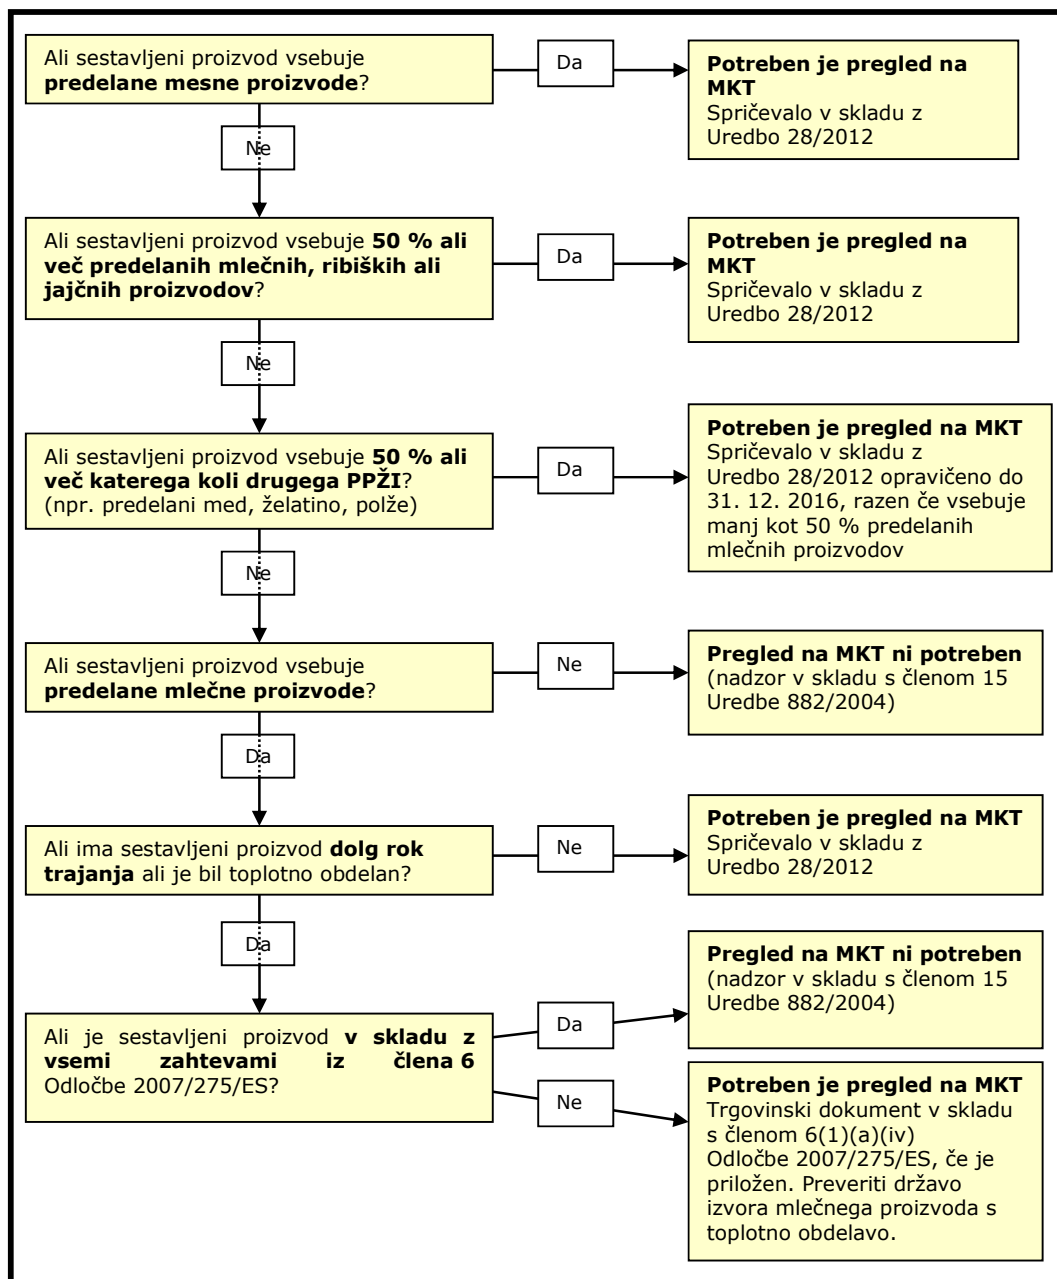 Ali sestavljeni proizvod vsebuje
predelane mesne proizvode?
Da
Potreben je pregled na
MKT
Spričevalo v skladu z
Uredbo 28/2012
Ne
Ali sestavljeni proizvod vsebuje 50 % ali
več predelanih mlečnih, ribiških ali
jajčnih proizvodov?
Da
Potreben je pregled na
MKT
Spričevalo v skladu z
Uredbo 28/2012
Ne
Ali sestavljeni proizvod vsebuje 50 % ali
več katerega koli drugega PPŽI?
(npr. predelani med, želatino, polže)
Da
Potreben je pregled na MKT
Spričevalo v skladu z
Uredbo 28/2012 opravičeno do
31. 12. 2016, razen če vsebuje
manj kot 50 % predelanih
mlečnih proizvodov
Ne
Ali sestavljeni proizvod vsebuje
predelane mlečne proizvode?
Ne
Pregled na MKT ni potreben
(nadzor v skladu s členom 15
Uredbe 882/2004)
Da
Ali ima sestavljeni proizvod dolg rok
trajanja ali je bil toplotno obdelan?
Ne
Potreben je pregled na MKT
Spričevalo v skladu z
Uredbo 28/2012
Da
Ali je sestavljeni proizvod v skladu z
vsemi zahtevami iz člena 6
Odločbe 2007/275/ES?
Da
Pregled na MKT ni potreben
(nadzor v skladu s členom 15
Uredbe 882/2004)
Ne
Potreben je pregled na MKT
Trgovinski dokument v skladu
s členom 6(1)(a)(iv)
Odločbe 2007/275/ES, če je
priložen. Preveriti državo
izvora mlečnega proizvoda s
toplotno obdelavo.